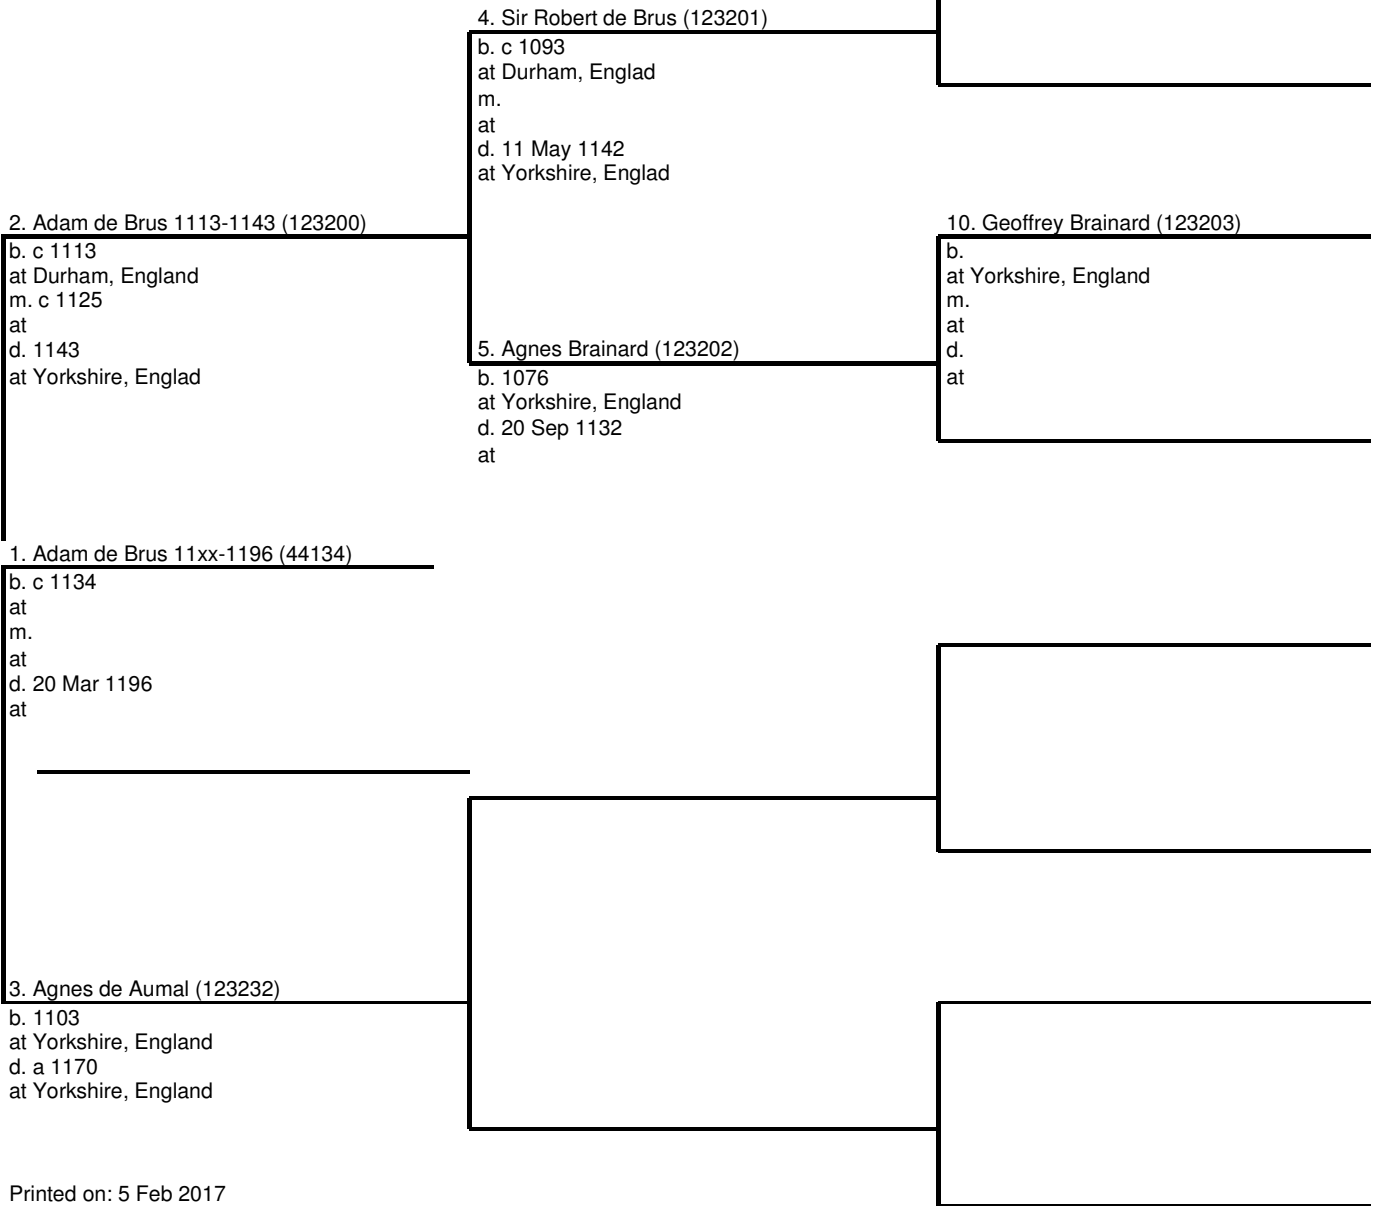 4. Sir Robert de Brus (123201)
b. c 1093
at Durham, Englad
m.
at
d. 11 May 1142
at Yorkshire, Englad
2. Adam de Brus 1113-1143 (123200)
b. c 1113
at Durham, England
m. c 1125
at
d. 1143
at Yorkshire, Englad
10. Geoffrey Brainard (123203)
b.
at Yorkshire, England
m.
at
d.
at
5. Agnes Brainard (123202)
b. 1076
at Yorkshire, England
d. 20 Sep 1132
at
1. Adam de Brus 11xx-1196 (44134)
b. c 1134
at
m.
at
d. 20 Mar 1196
at
3. Agnes de Aumal (123232)
b. 1103
at Yorkshire, England
d. a 1170
at Yorkshire, England
Printed on: 5 Feb 2017